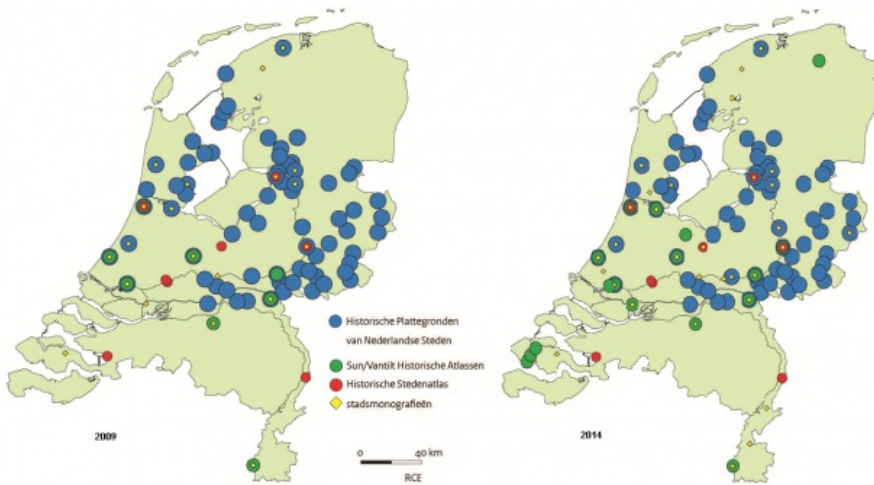 Historische Plattegronden
van Nederlandse Steden
Sun/Vantilt Historische Atlassen
Historische Stedenatlas
stadsmonografieën
2009
0 40 km
RCE
2014